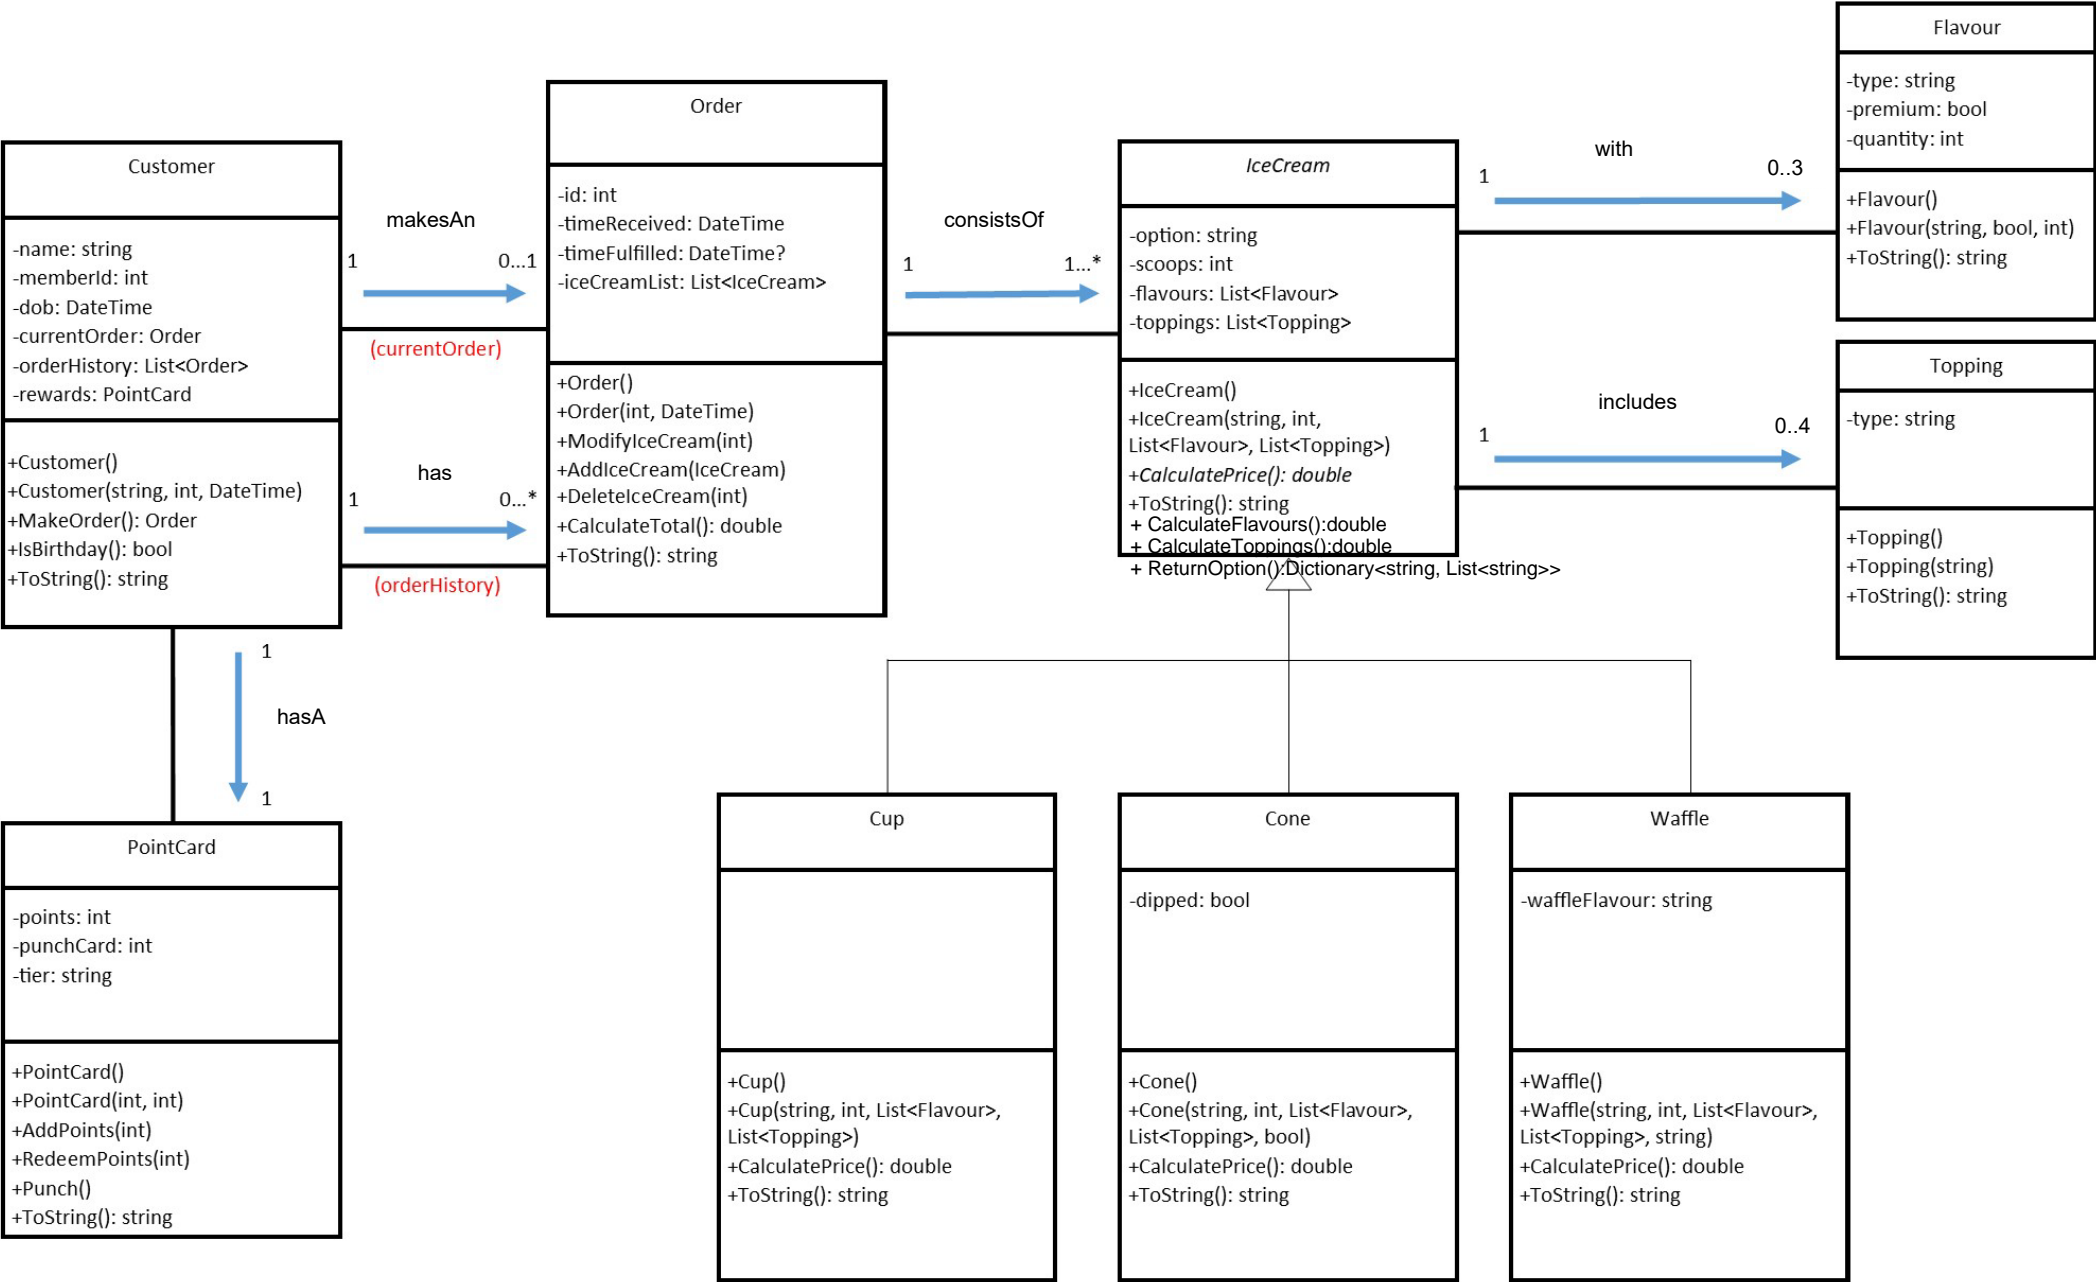 Customer
-name: string
-memberId: int
-dob: DateTime
-currentOrder: Order
-orderHistory: List<Order>
-rewards: PointCard
+Customer()
+Customer(string, int, DateTime)
+MakeOrder(): Order
+IsBirthday(): bool
+ToString(): string
makesAn
1
0...1
(currentOrder)
has
1
0...*
(orderHistory)
Order
-id: int
-timeReceived: DateTime
-timeFulfilled: DateTime?
-iceCreamList: List<IceCream>
+Order()
+Order(int, DateTime)
+ModifyIceCream(int)
+AddIceCream(IceCream)
+DeleteIceCream(int)
+CalculateTotal(): double
+ToString(): string
consistsOf
1
1...*
IceCream
-option: string
-scoops: int
-flavours: List<Flavour>
-toppings: List<Topping>
+IceCream()
+IceCream(string, int,
List<Flavour>, List<Topping>)
+CalculatePrice(): double
+ToString(): string
+ CalculateFlavours():double
+ CalculateToppings():double
+ ReturnOption():Dictionary<string, List<string>>
with
1
0..3
Flavour
-type: string
-premium: bool
-quantity: int
+Flavour()
+Flavour(string, bool, int)
+ToString(): string
includes
1
0..4
Topping
-type: string
+Topping()
+Topping(string)
+ToString(): string
1
hasA
1
PointCard
-points: int
-punchCard: int
-tier: string
+PointCard()
+PointCard(int, int)
+AddPoints(int)
+RedeemPoints(int)
+Punch()
+ToString(): string
Cup
+Cup()
+Cup(string, int, List<Flavour>,
List<Topping>)
+CalculatePrice(): double
+ToString(): string
Cone
-dipped: bool
+Cone()
+Cone(string, int, List<Flavour>,
List<Topping>, bool)
+CalculatePrice(): double
+ToString(): string
Waffle
-waffleFlavour: string
+Waffle()
+Waffle(string, int, List<Flavour>,
List<Topping>, string)
+CalculatePrice(): double
+ToString(): string